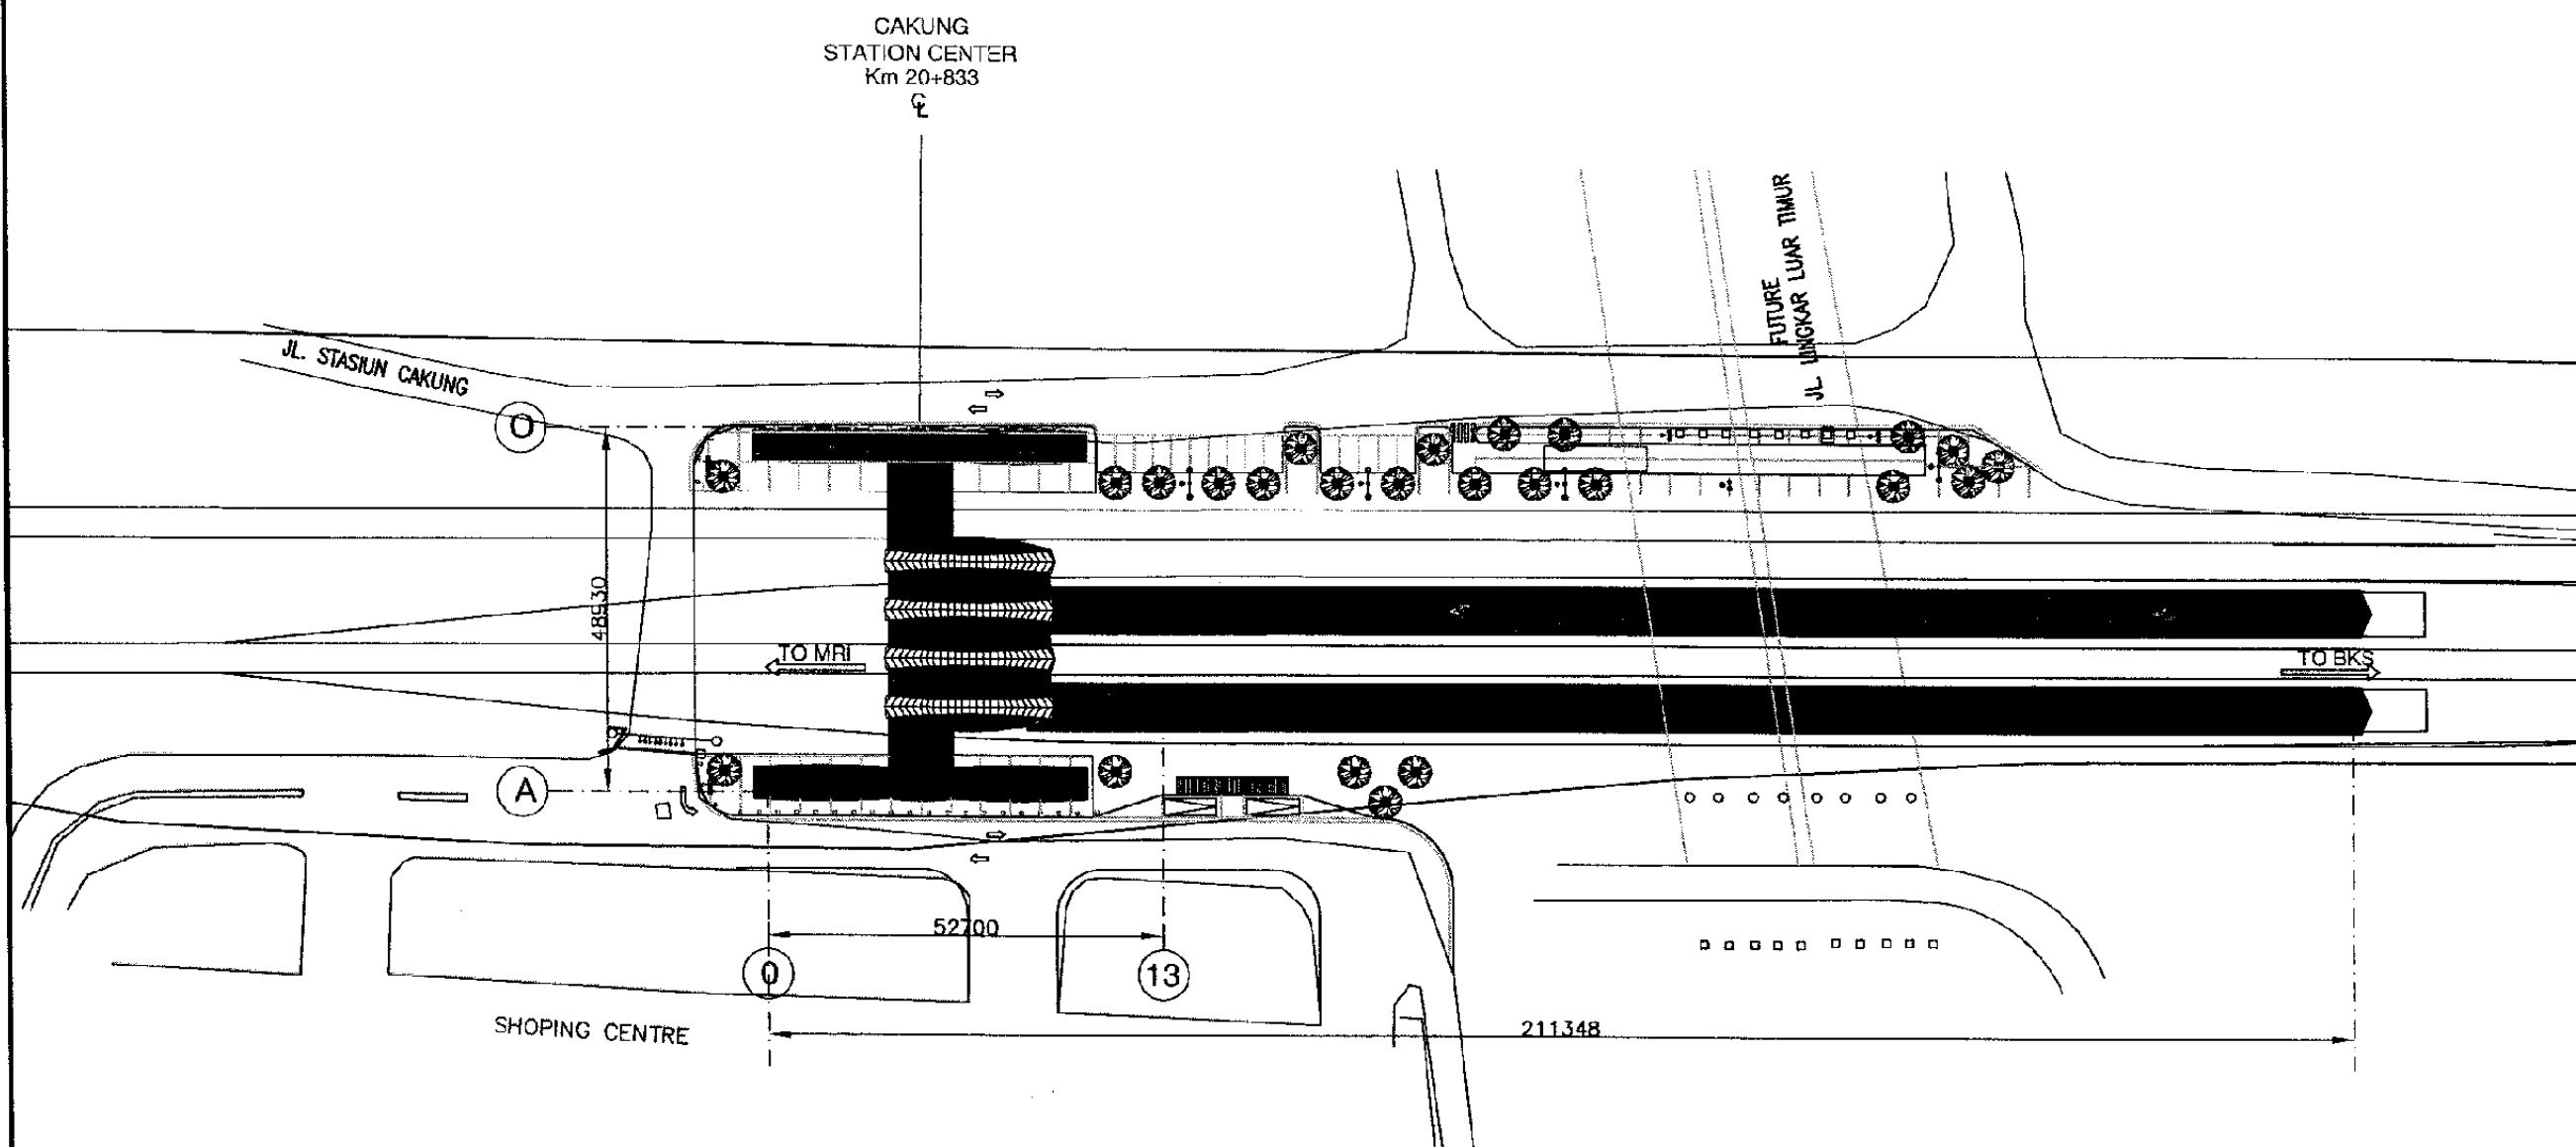 CAKUNG
STATION CENTER
Km 20+833
℄
FUTURE
JL. LINGKAR LUAR TIMUR
JL. STASIUN CAKUNG
O
48930
TO MRI
TO BKS
A
52700
0
13
SHOPING CENTRE
211348